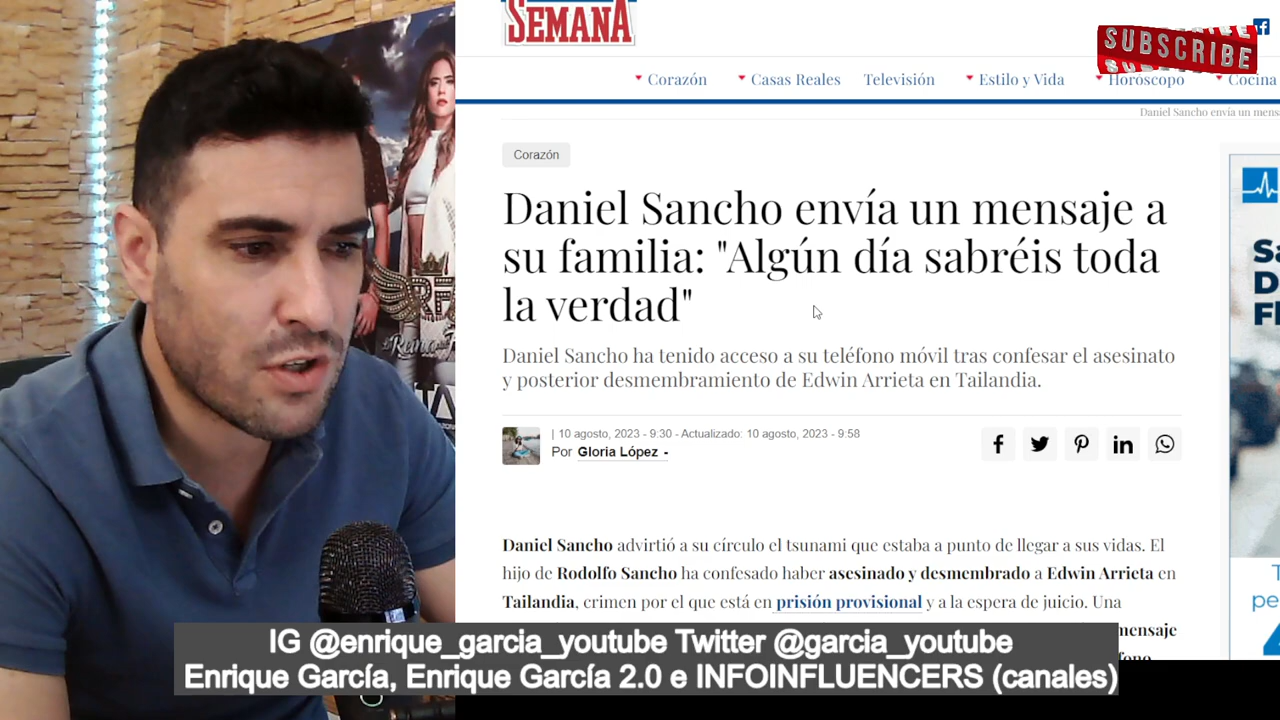 SEMANA
SUBSCRIBE
Corazón
Casas Reales
Televisión
Estilo y Vida
Horóscopo
Cocina
Daniel Sancho envía un mensa
Corazón
Daniel Sancho envía un mensaje a
su familia: "Algún día sabréis toda
la verdad"
Daniel Sancho ha tenido acceso a su teléfono móvil tras confesar el asesinato
y posterior desmembramiento de Edwin Arrieta en Tailandia.
| 10 agosto, 2023 - 9:30 - Actualizado: 10 agosto, 2023 - 9:58
Por Gloria López -
Daniel Sancho advirtió a su círculo el tsunami que estaba a punto de llegar a sus vidas. El
hijo de Rodolfo Sancho ha confesado haber asesinado y desmembrado a Edwin Arrieta en
Tailandia, crimen por el que está en prisión provisional y a la espera de juicio. Una
mensaje
IG @enrique_garcia_youtube Twitter @garcia_youtube
Enrique García, Enrique García 2.0 e INFOINFLUENCERS (canales)